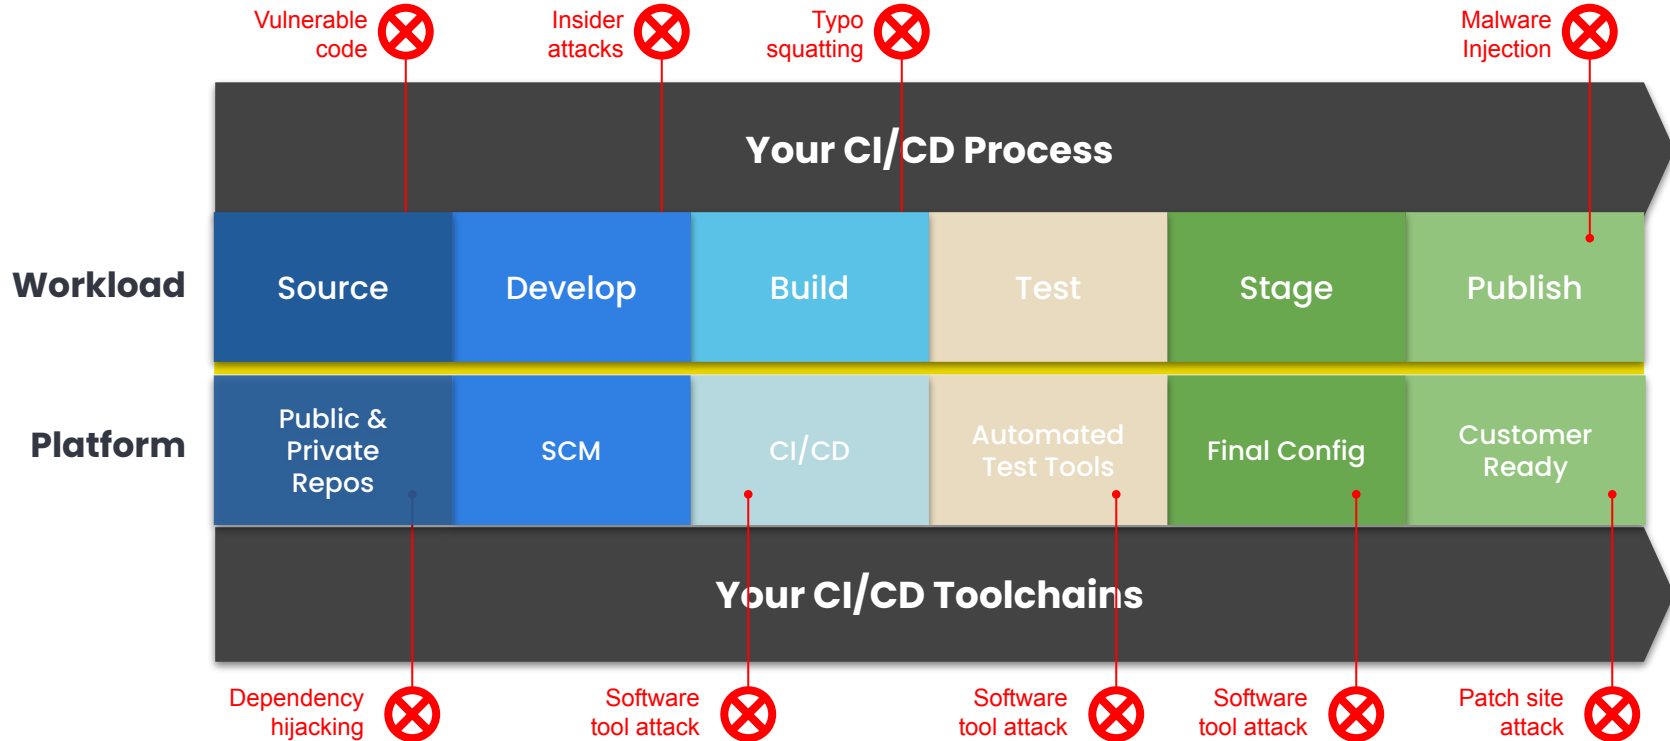 Vulnerable
code
Insider
attacks
Typo
squatting
Malware
Injection
Your CI/CD Process
Workload
Source
Develop
Build
Test
Stage
Publish
Platform
Public &
Private
Repos
SCM
CI/CD
Automated
Test Tools
Final Config
Customer
Ready
Your CI/CD Toolchains
Dependency
hijacking
Software
tool attack
Software
tool attack
Software
tool attack
Patch site
attack